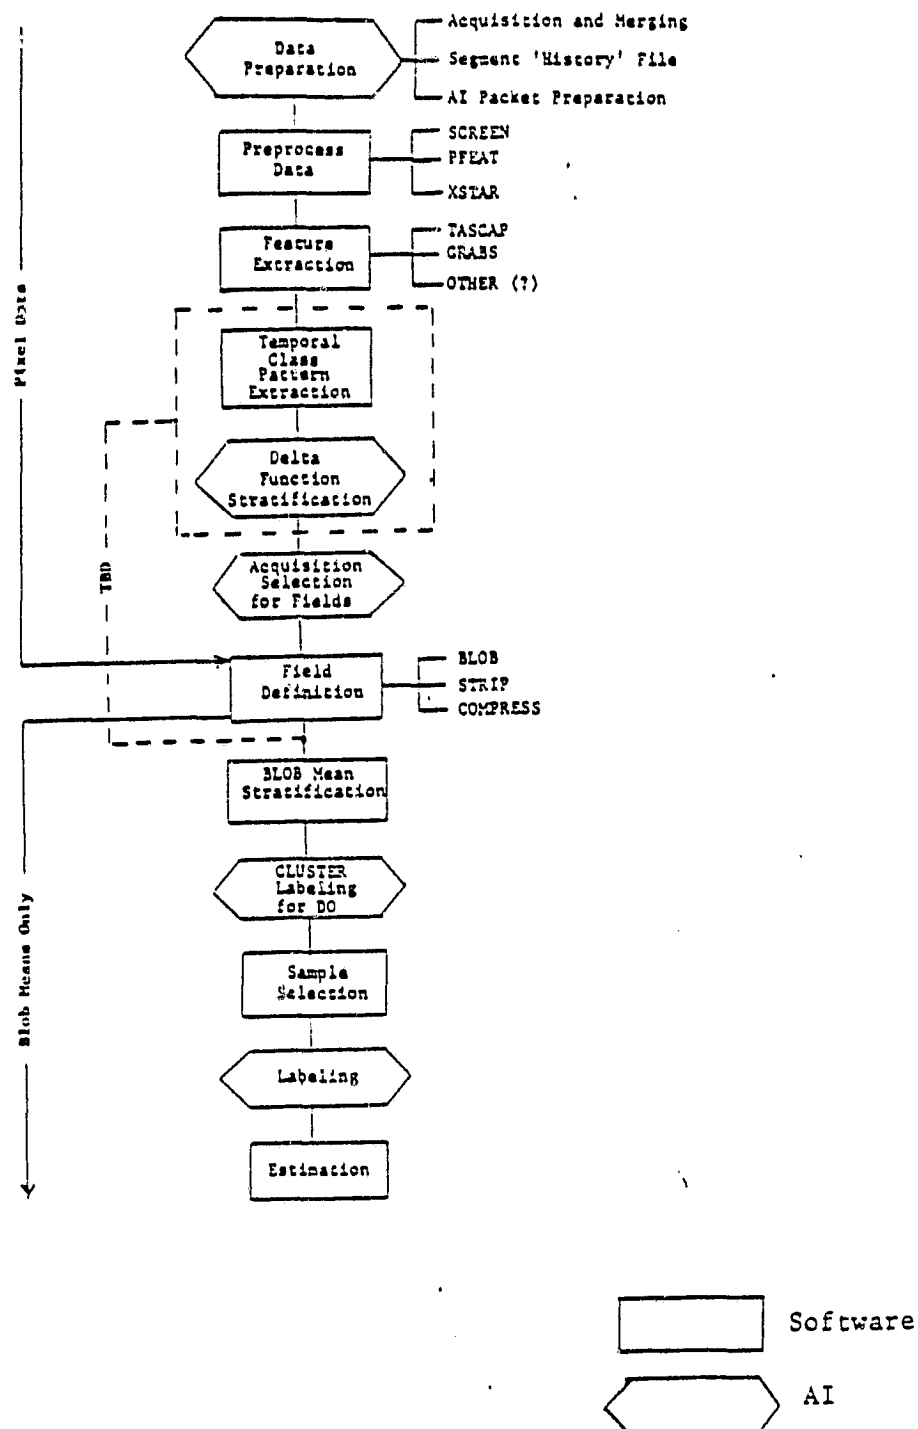 Data
Preparation
Acquisition and Merging
Segment 'History' File
AI Packet Preparation
Preprocess
Data
SCREEN
PFEAT
XSTAR
Feature
Extraction
TASCAP
GRABS
OTHER (?)
Temporal
Class
Pattern
Extraction
Delta
Function
Stratification
Acquisition
Selection
for Fields
Pixel Data
TBD
Field
Definition
BLOB
STRIP
COMPRESS
BLOB Mean
Stratification
CLUSTER
Labeling
for DO
Sample
Selection
Blob Means Only
Labeling
Estimation
Software
AI